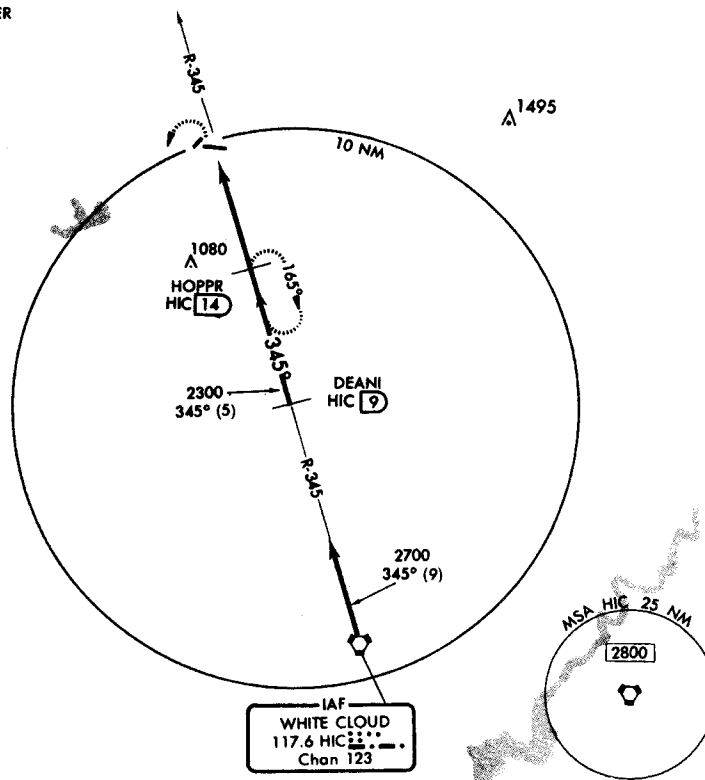 ER
R-345
1495
10 NM
1080
HOPPR
HIC 14
165°
345°
2300
345° (5)
DEANI
HIC 9
R-345
2700
345° (9)
MSA HIC 25 NM
2800
IAF
WHITE CLOUD
117.6 HIC
Chan 123